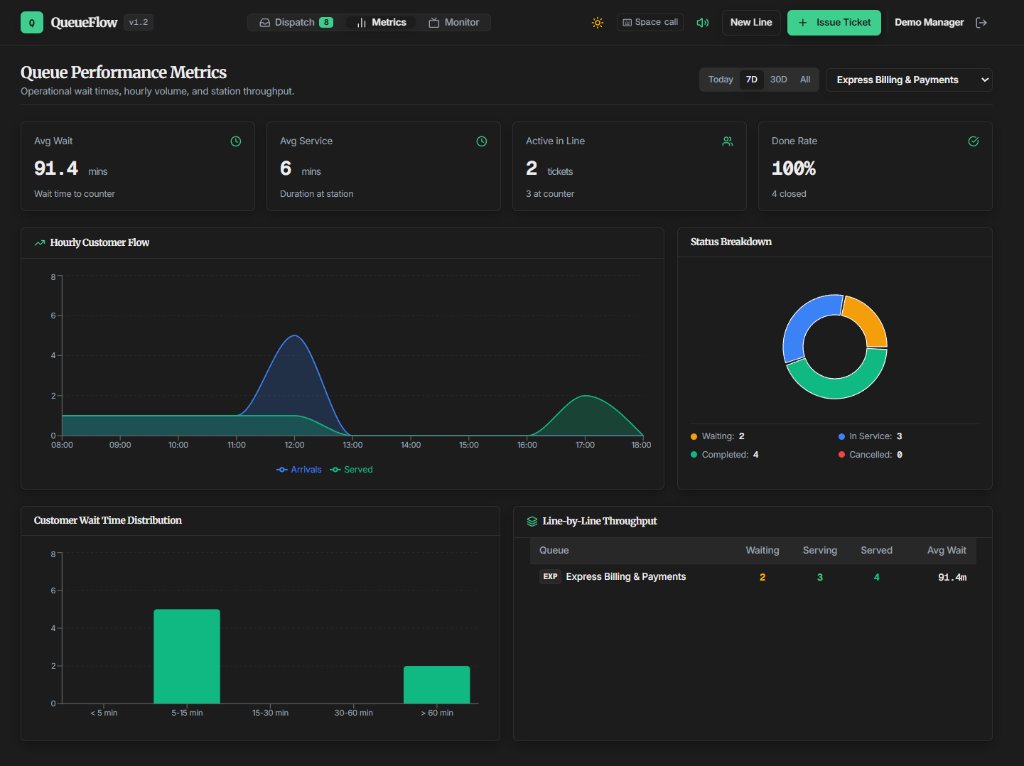 Q QueueFlow v1.2 Dispatch 8 Metrics Monitor Space call New Line + Issue Ticket Demo Manager
Queue Performance Metrics
Operational wait times, hourly volume, and station throughput.
Today 7D 30D All Express Billing & Payments
Avg Wait
91.4 mins
Wait time to counter
Avg Service
6 mins
Duration at station
Active in Line
2 tickets
3 at counter
Done Rate
100%
4 closed
Hourly Customer Flow
8
6
4
2
0
08:00 09:00 10:00 11:00 12:00 13:00 14:00 15:00 16:00 17:00 18:00
Arrivals Served
Status Breakdown
Waiting: 2 In Service: 3
Completed: 4 Cancelled: 0
Customer Wait Time Distribution
8
6
4
2
0
< 5 min 5-15 min 15-30 min 30-60 min > 60 min
Line-by-Line Throughput
Queue Waiting Serving Served Avg Wait
EXP Express Billing & Payments 2 3 4 91.4m